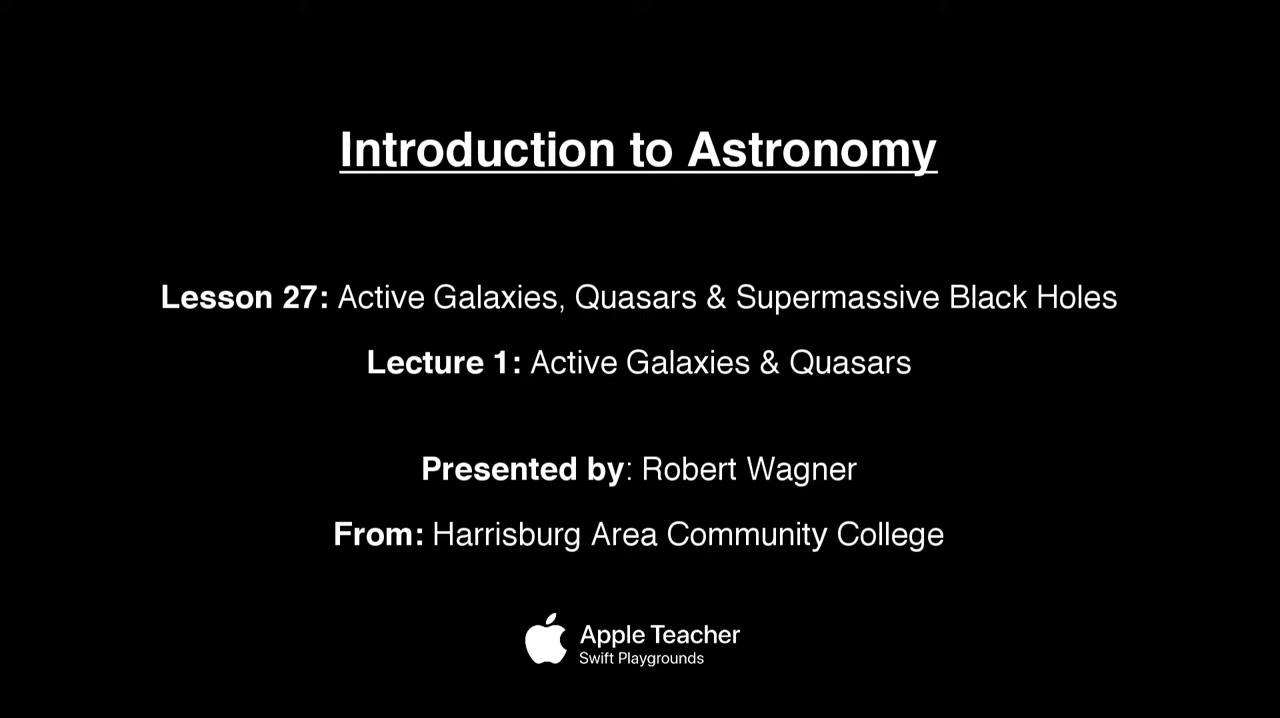 Introduction to Astronomy
Lesson 27: Active Galaxies, Quasars & Supermassive Black Holes
Lecture 1: Active Galaxies & Quasars
Presented by: Robert Wagner
From: Harrisburg Area Community College
Apple Teacher
Swift Playgrounds